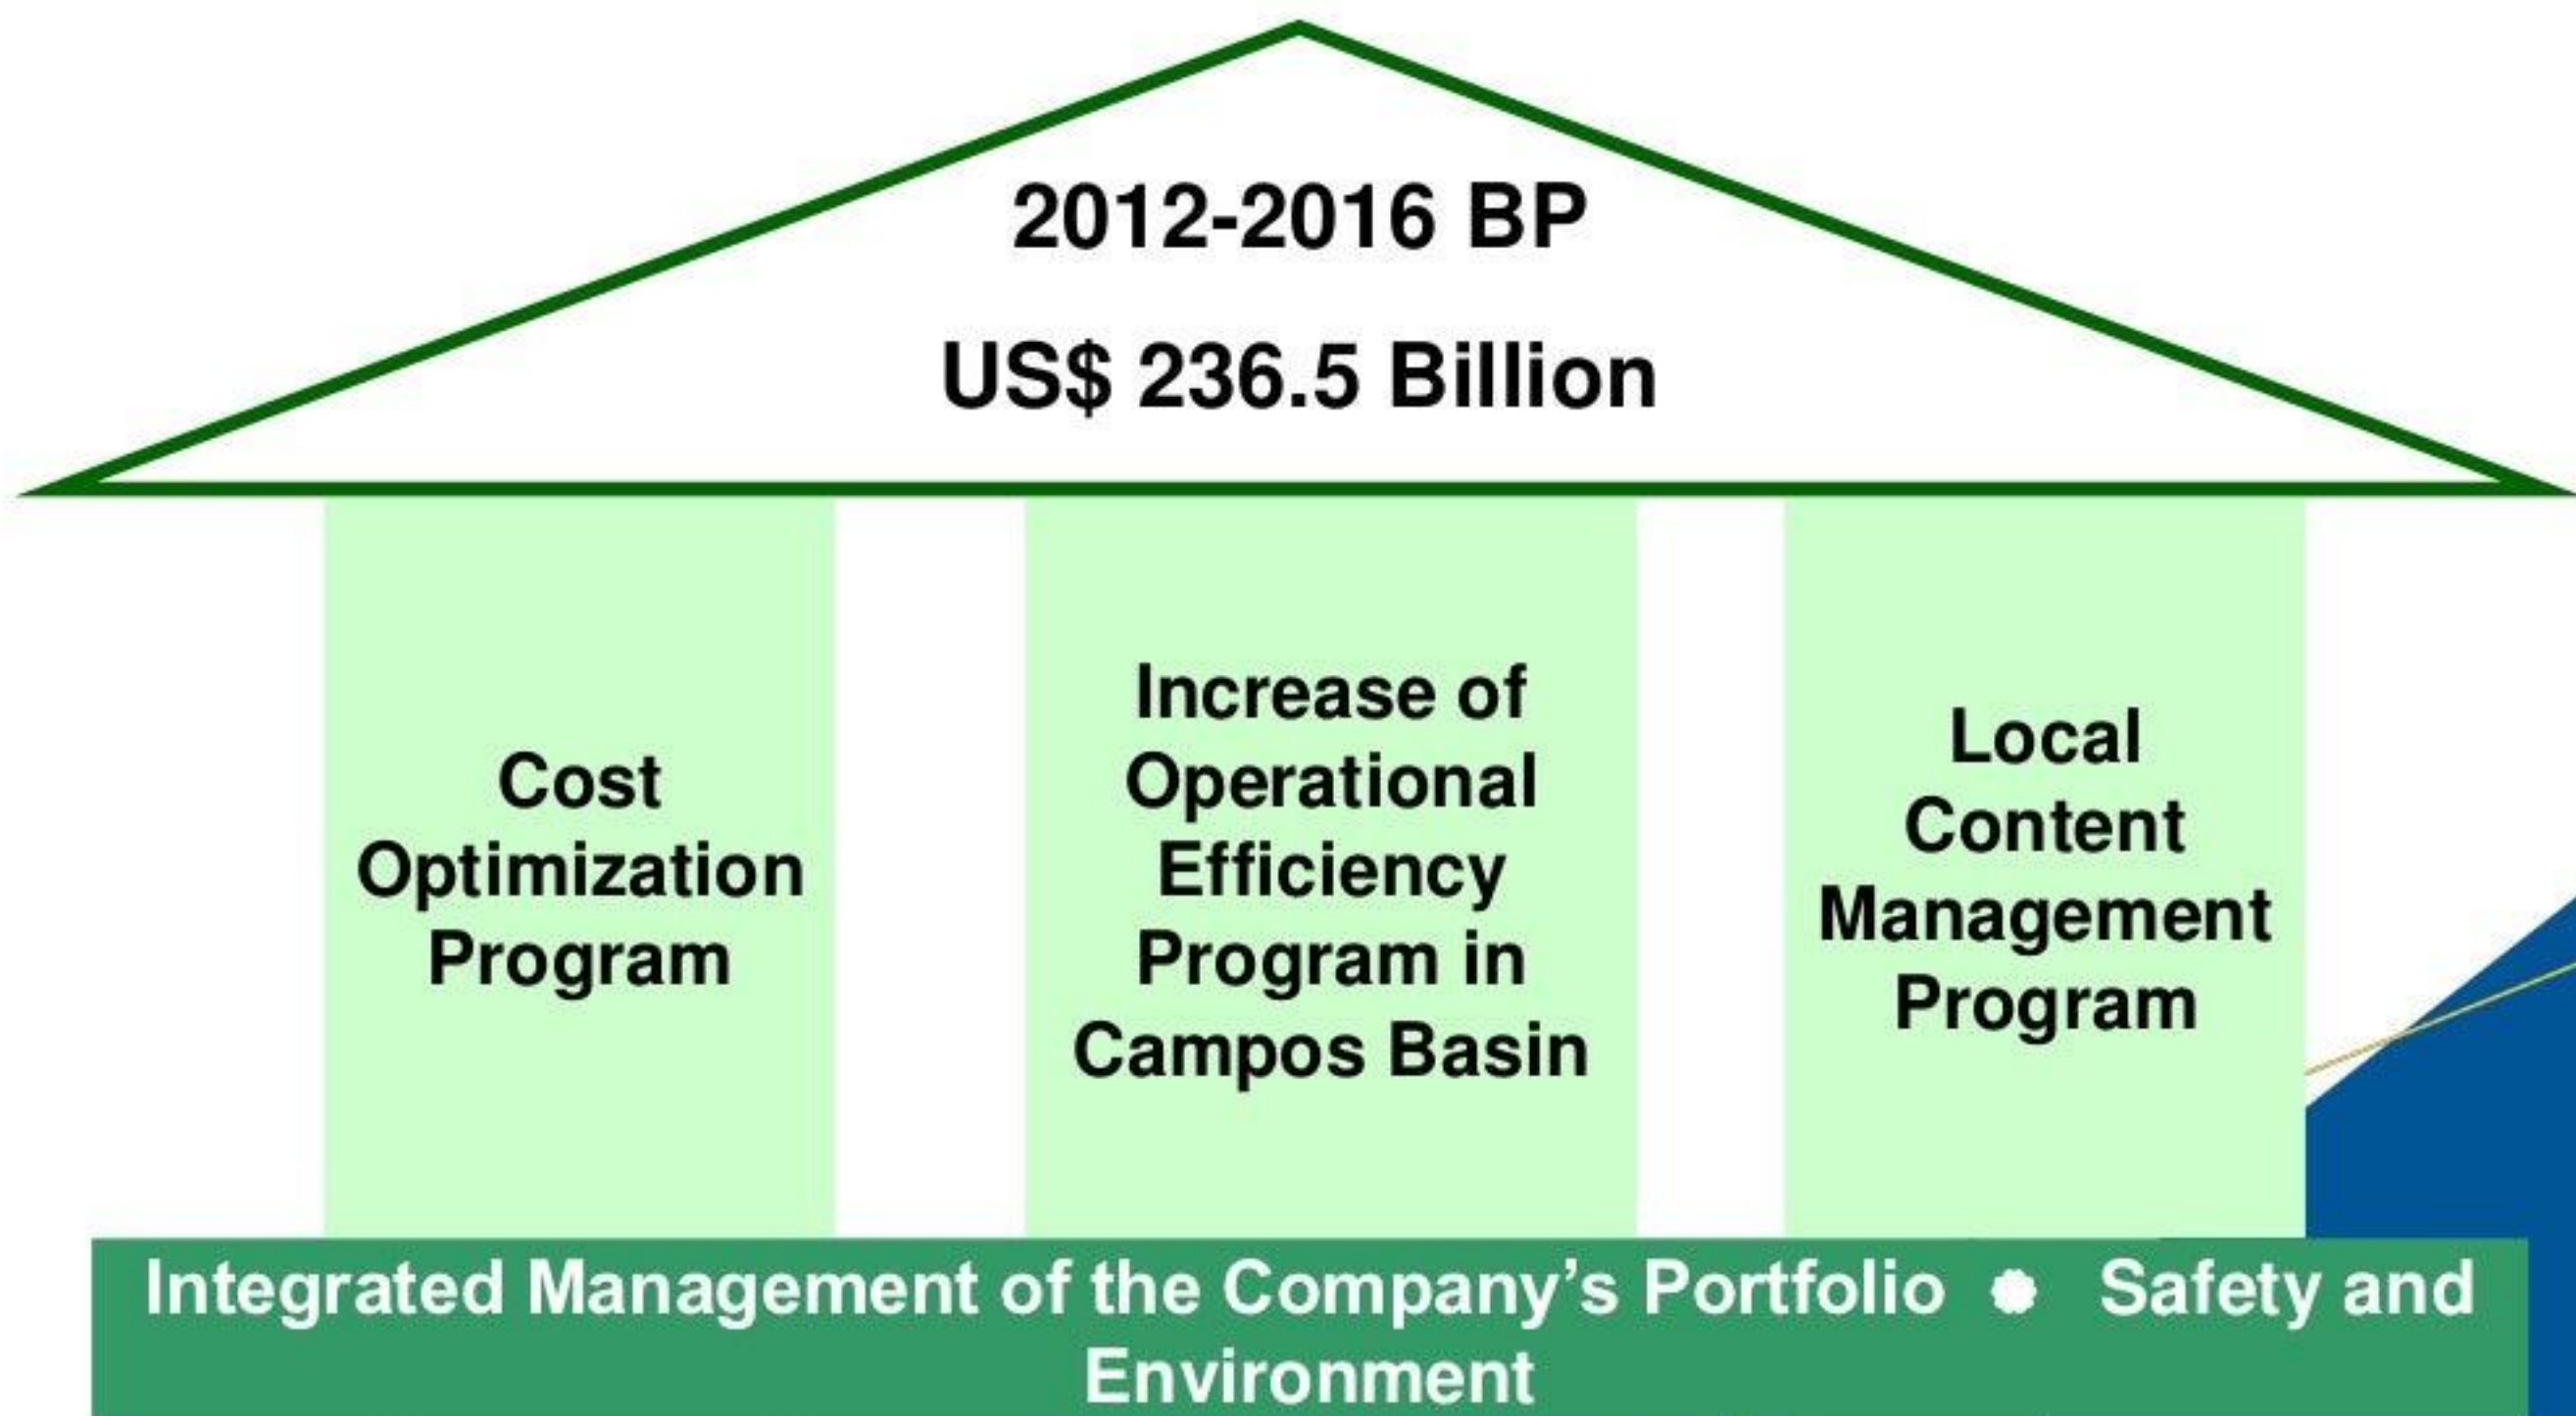 2012-2016 BP
US$ 236.5 Billion
Cost
Optimization
Program
Increase of
Operational
Efficiency
Program in
Campos Basin
Local
Content
Management
Program
Integrated Management of the Company’s Portfolio ● Safety and
Environment